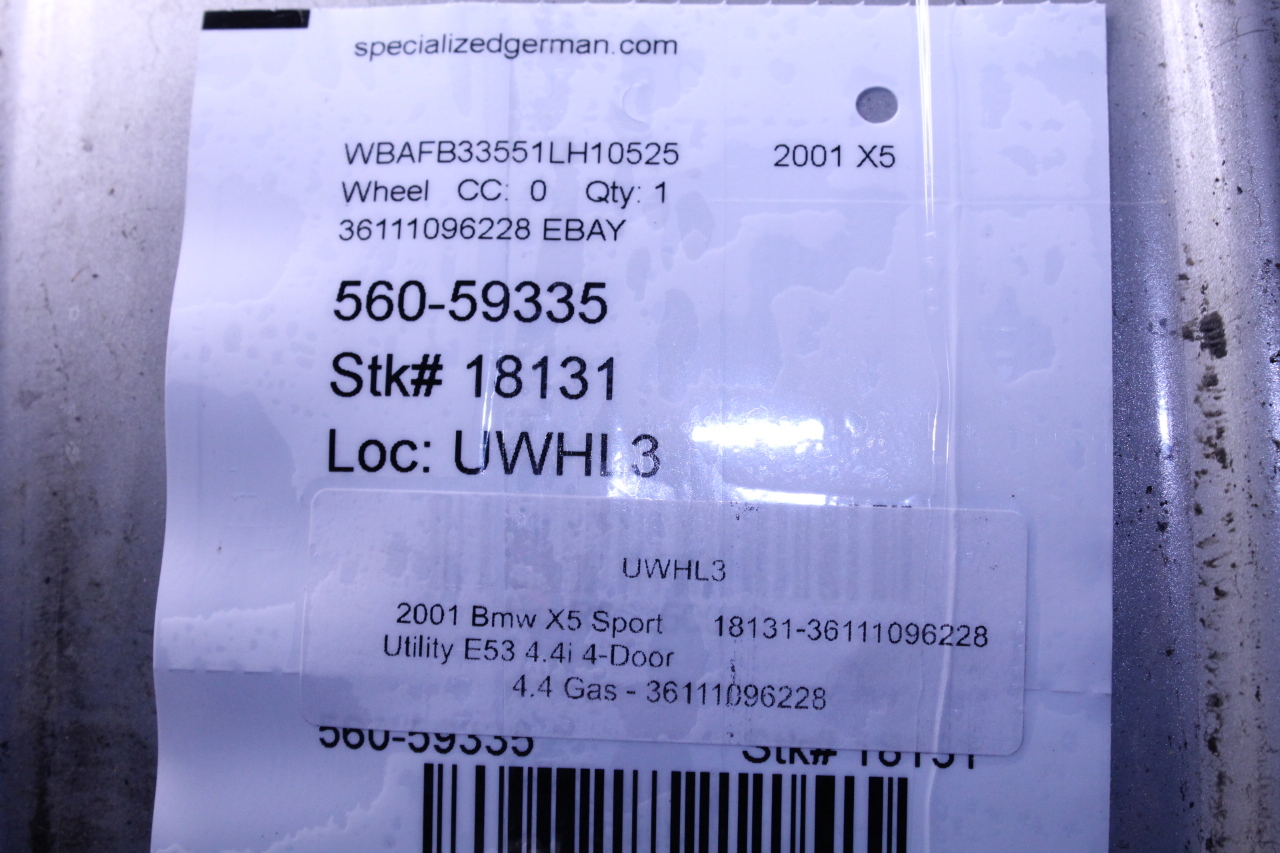 specializedgerman.com
WBAFB33551LH10525 2001 X5
Wheel CC: 0 Qty: 1
36111096228 EBAY
560-59335
Stk# 18131
Loc: UWHL3
UWHL3
2001 Bmw X5 Sport 18131-36111096228
Utility E53 4.4i 4-Door
4.4 Gas - 36111096228
560-59335 Stk# 18131